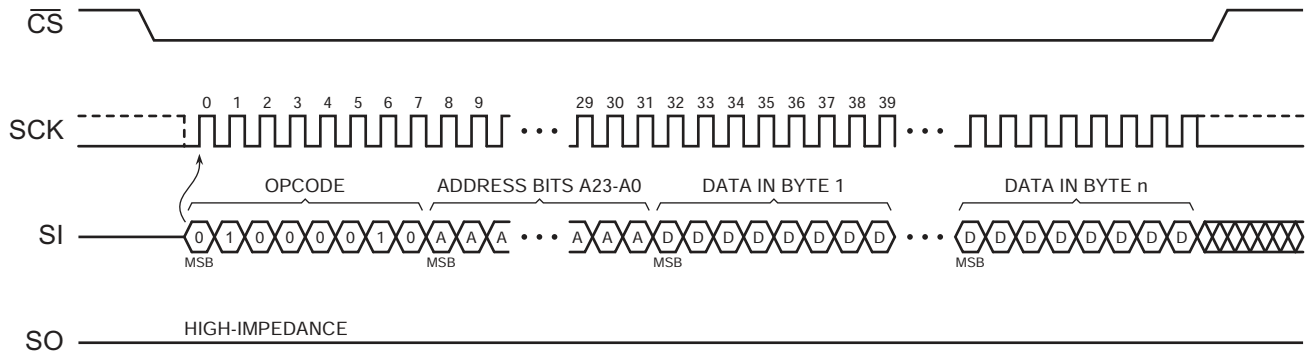 CS
0 1 2 3 4 5 6 7 8 9 29 30 31 32 33 34 35 36 37 38 39
SCK • • • • • •
OPCODE ADDRESS BITS A23-A0 DATA IN BYTE 1 DATA IN BYTE n
SI 0 1 0 0 0 0 1 0 A A A • • • A A A D D D D D D D D • • • D D D D D D D D
MSB MSB MSB MSB
HIGH-IMPEDANCE
SO